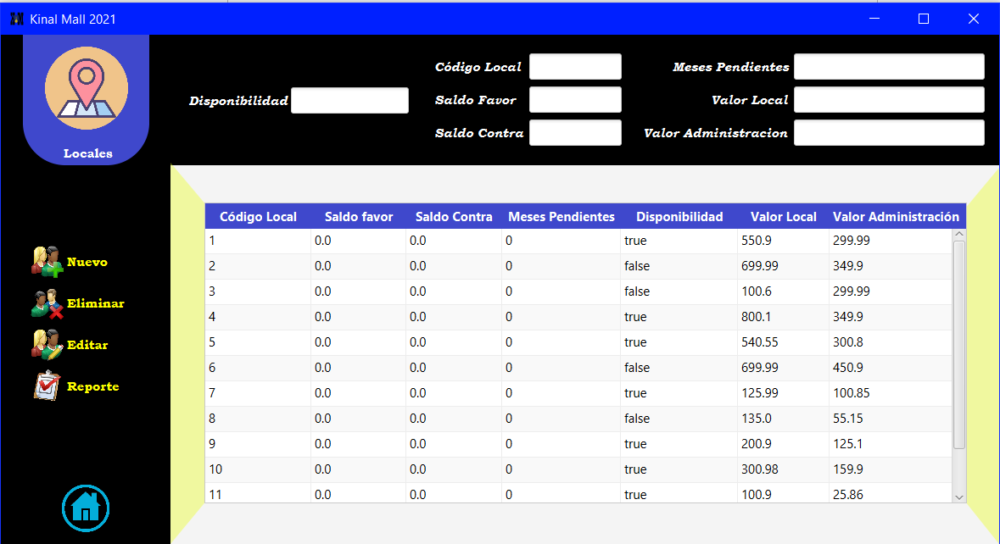 Kinal Mall 2021
Código Local
Meses Pendientes
Disponibilidad
Saldo Favor
Valor Local
Saldo Contra
Valor Administracion
Locales
Nuevo
Eliminar
Editar
Reporte
Código Local Saldo favor Saldo Contra Meses Pendientes Disponibilidad Valor Local Valor Administración
1 0.0 0.0 0 true 550.9 299.99
2 0.0 0.0 0 false 699.99 349.9
3 0.0 0.0 0 false 100.6 299.99
4 0.0 0.0 0 true 800.1 349.9
5 0.0 0.0 0 true 540.55 300.8
6 0.0 0.0 0 false 699.99 450.9
7 0.0 0.0 0 true 125.99 100.85
8 0.0 0.0 0 false 135.0 55.15
9 0.0 0.0 0 true 200.9 125.1
10 0.0 0.0 0 true 300.98 159.9
11 0.0 0.0 0 true 100.9 25.86